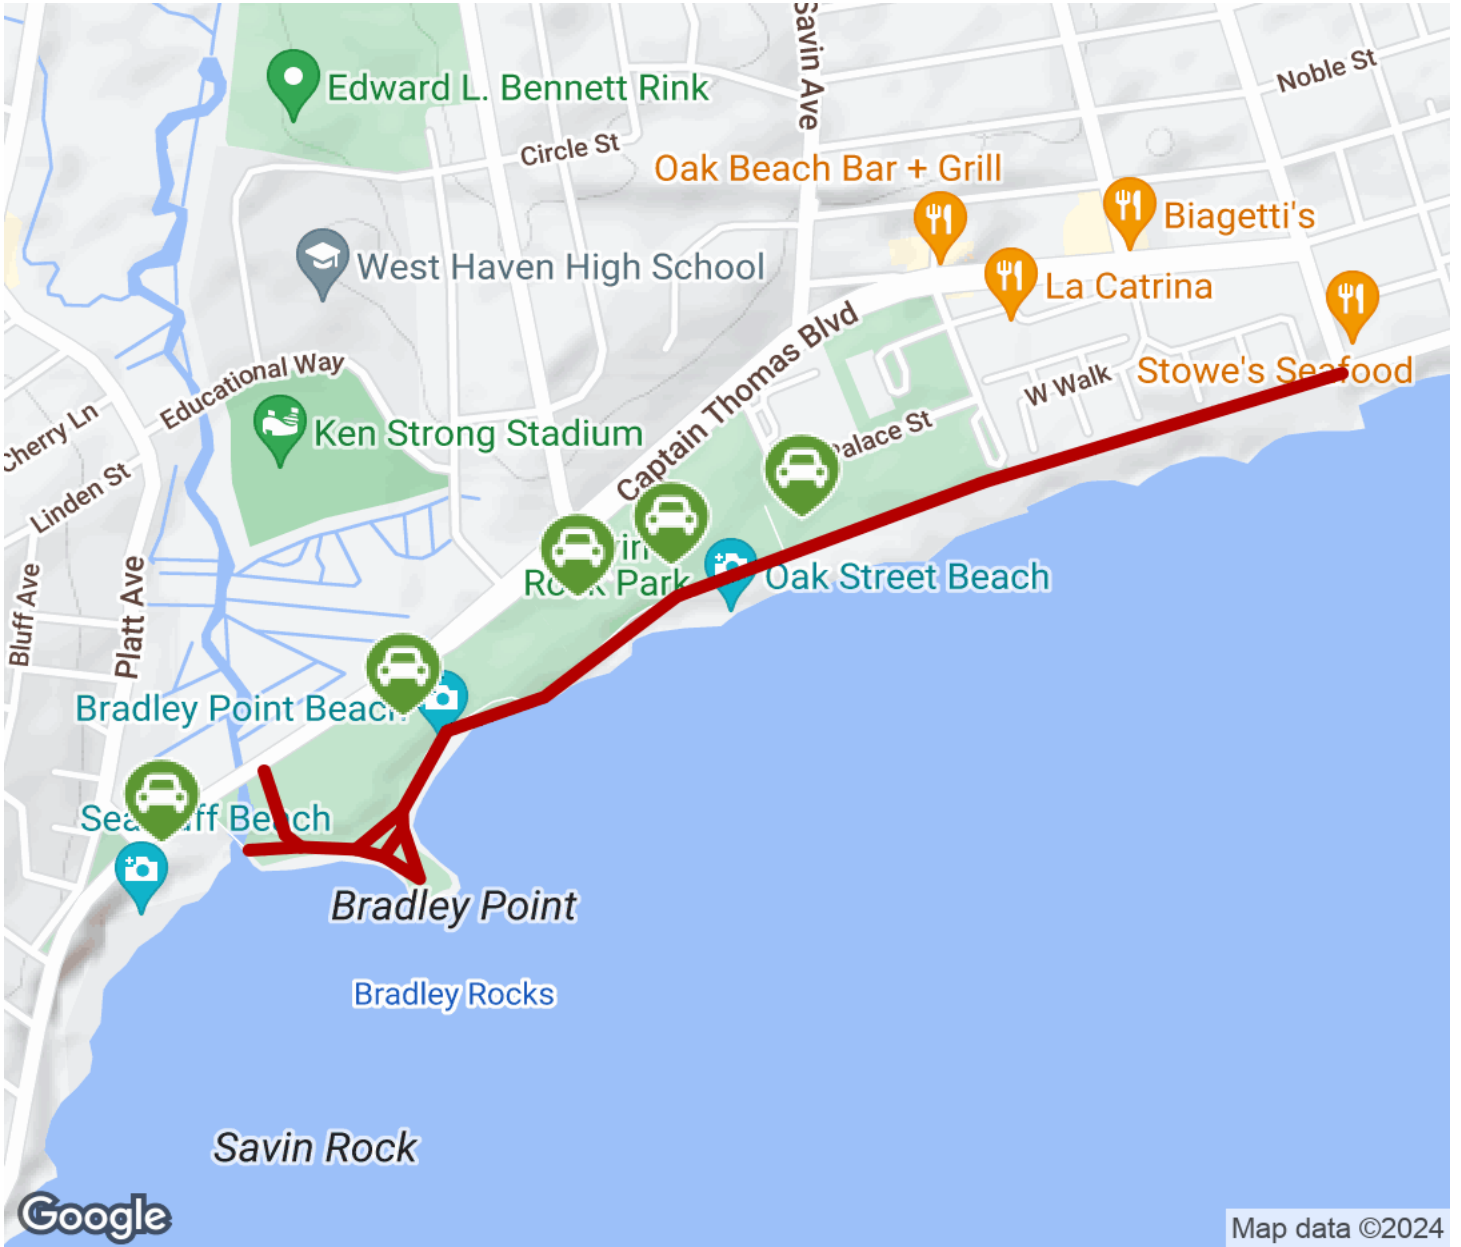 Savin Ave
Noble St
Edward L. Bennett Rink
Circle St
Oak Beach Bar + Grill
Biagetti's
West Haven High School
La Catrina
Captain Thomas Blvd
Educational Way
Stowe's Seafood
W Walk
Cherry Ln
Ken Strong Stadium
Palace St
Linden St
Rock Park
Oak Street Beach
Bluff Ave
Platt Ave
Bradley Point Beach
Beach
Bradley Point
Bradley Rocks
Savin Rock
Google
Map data ©2024